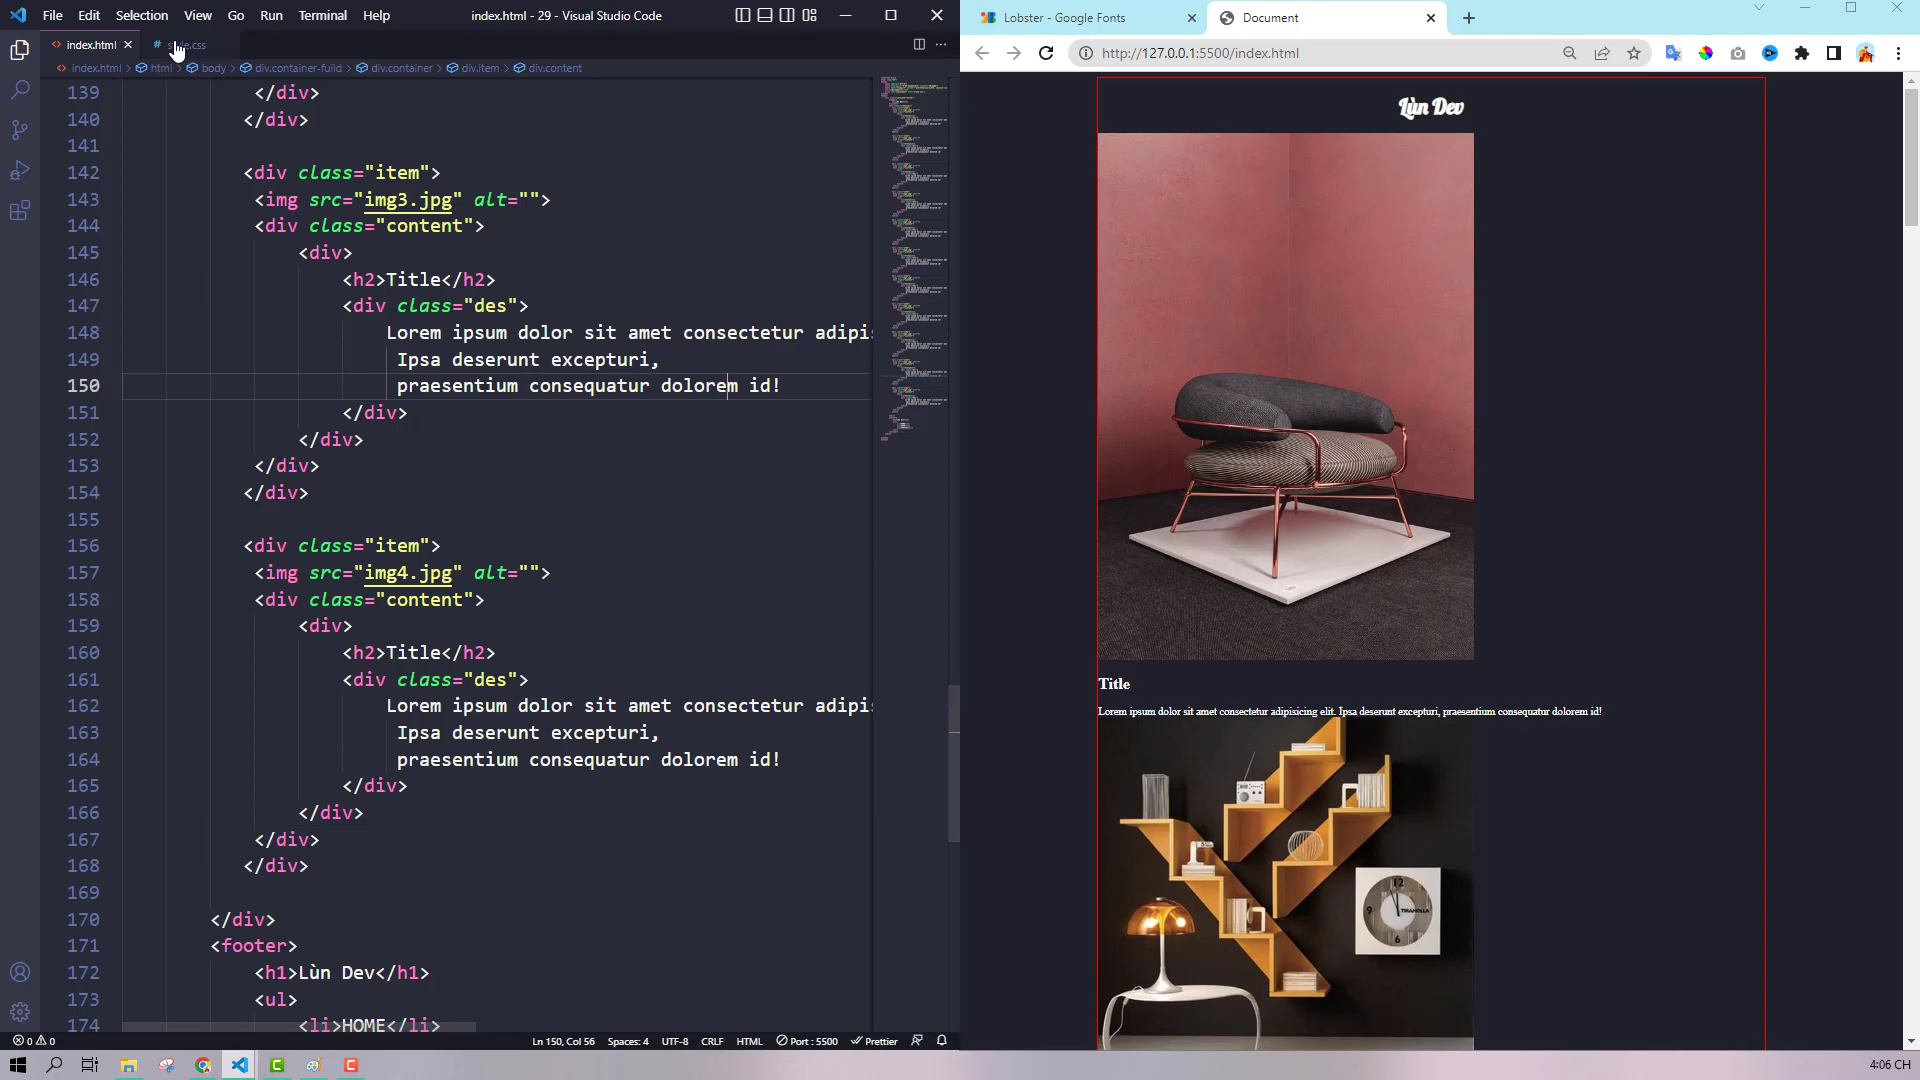 File Edit Selection View Go Run Terminal Help
index.html - 29 - Visual Studio Code
index.html
index.html > html > body > div.container-fuild > div.container > div.item > div.content
139 </div>
140 </div>
141
142 <div class="item">
143 <img src="img3.jpg" alt="">
144 <div class="content">
145 <div>
146 <h2>Title</h2>
147 <div class="des">
148 Lorem ipsum dolor sit amet consectetur adipis
149 Ipsa deserunt excepturi,
150 praesentium consequatur dolorem id!
151 </div>
152 </div>
153 </div>
154 </div>
155
156 <div class="item">
157 <img src="img4.jpg" alt="">
158 <div class="content">
159 <div>
160 <h2>Title</h2>
161 <div class="des">
162 Lorem ipsum dolor sit amet consectetur adipis
163 Ipsa deserunt excepturi,
164 praesentium consequatur dolorem id!
165 </div>
166 </div>
167 </div>
168 </div>
169
170 </div>
171 <footer>
172 <h1>Lùn Dev</h1>
173 <ul>
174 <li>HOME</li>
0 0
Ln 150, Col 56 Spaces: 4 UTF-8 CRLF HTML Port : 5500 Prettier
Lobster - Google Fonts
Document
http://127.0.0.1:5500/index.html
Lùn Dev
Title
Lorem ipsum dolor sit amet consectetur adipisicing elit. Ipsa deserunt excepturi, praesentium consequatur dolorem id!
12
9
6
TIRAMOLLA
4:06 CH